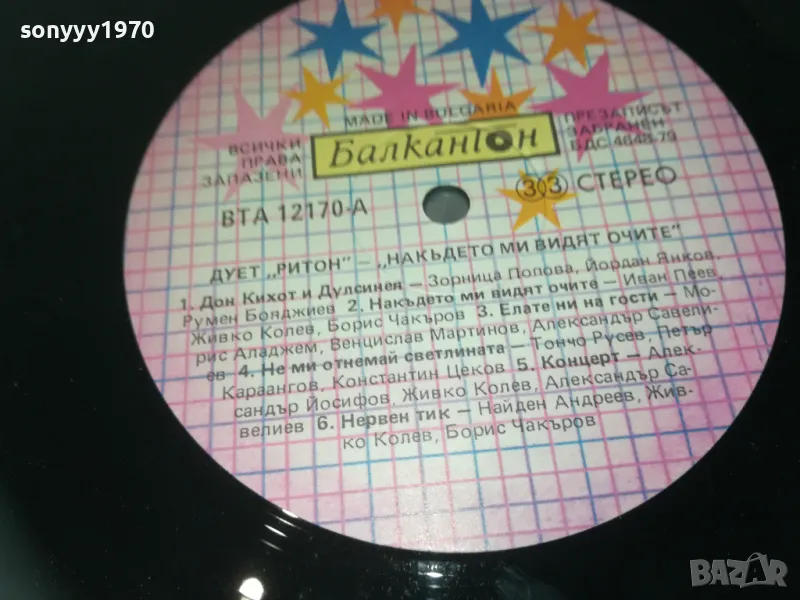 sonyyy1970
MADE IN BULGARIA
ВСИЧКИ
ПРАВА
ЗАПАЗЕНИ
Балкантон
ПРЕЗАПИСЪТ
ЗАБРАНЕН
БДС 4648-79
ВТА 12170-А
33 СТЕРЕО
ДУЕТ „РИТОН" – „НАКЪДЕТО МИ ВИДЯТ ОЧИТЕ"
1. Дон Кихот и Дулсинея – Зорница Попова, Йордан Янков,
Румен Бояджиев 2. Накъдето ми видят очите – Иван Пеев,
Живко Колев, Борис Чакъров 3. Елате ни на гости – Мо-
рис Аладжем, Венцислав Мартинов, Александър Савели-
ев 4. Не ми отнемай светлината – Тончо Русев, Петър
Караангов, Константин Цеков 5. Концерт – Алек-
сандър Йосифов, Живко Колев, Александър Са-
велиев 6. Нервен тик – Найден Андреев, Жив-
ко Колев, Борис Чакъров
BAZAR